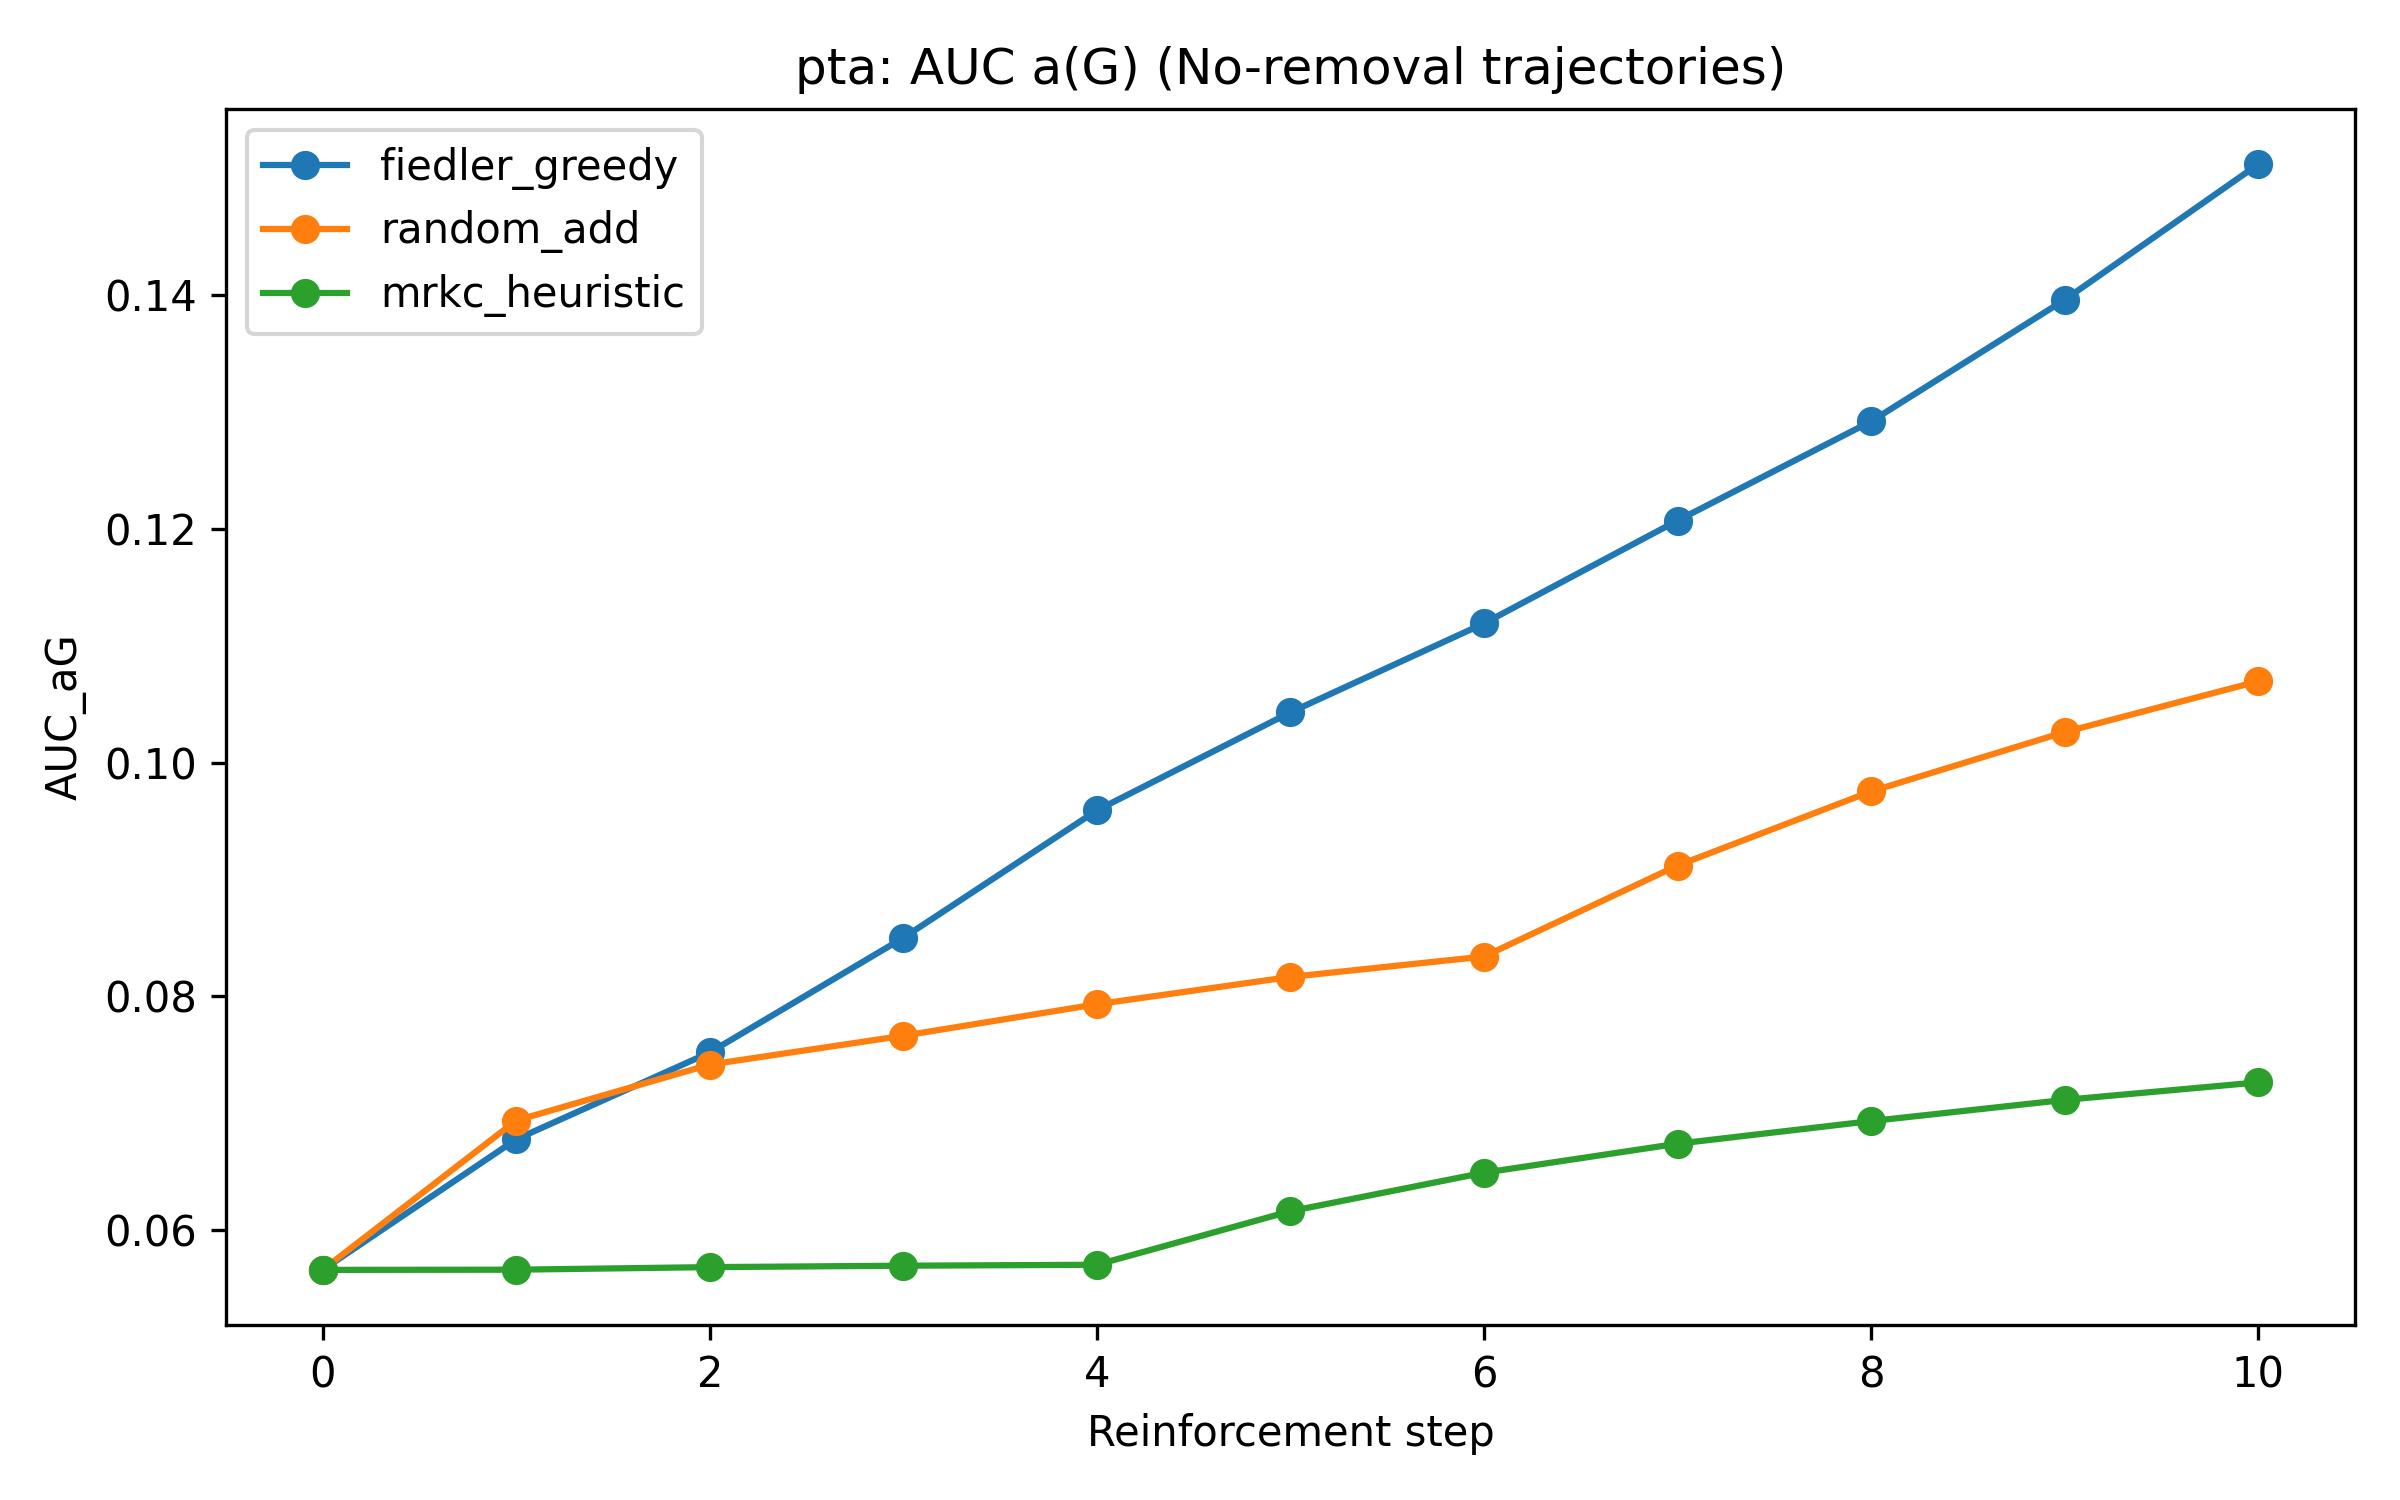 pta: AUC a(G) (No-removal trajectories)
fiedler_greedy
random_add
mrkc_heuristic
0.14
0.12
0.10
0.08
0.06
AUC_aG
0 2 4 6 8 10
Reinforcement step